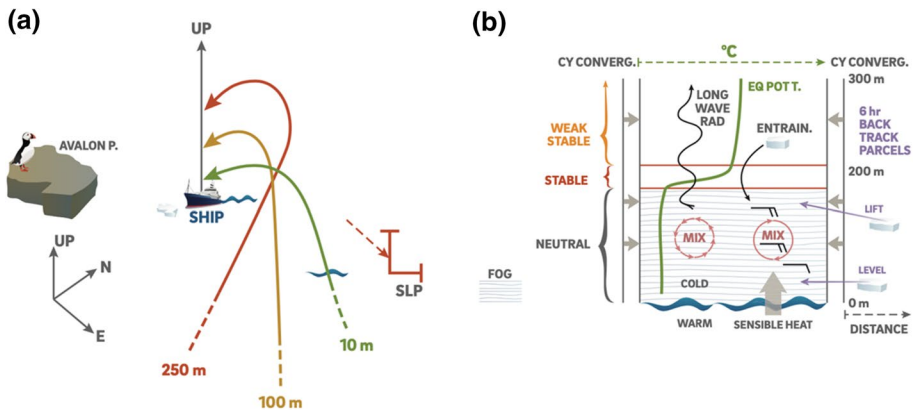 (a)
UP
AVALON P.
SHIP
UP
N
E
SLP
250 m
100 m
10 m
(b)
°C
CY CONVERG.
CY CONVERG.
300 m
EQ POT T.
LONG
WAVE
RAD
ENTRAIN.
6 hr
BACK
TRACK
PARCELS
WEAK
STABLE
STABLE
200 m
LIFT
NEUTRAL
MIX
MIX
FOG
COLD
LEVEL
0 m
WARM
SENSIBLE HEAT
DISTANCE